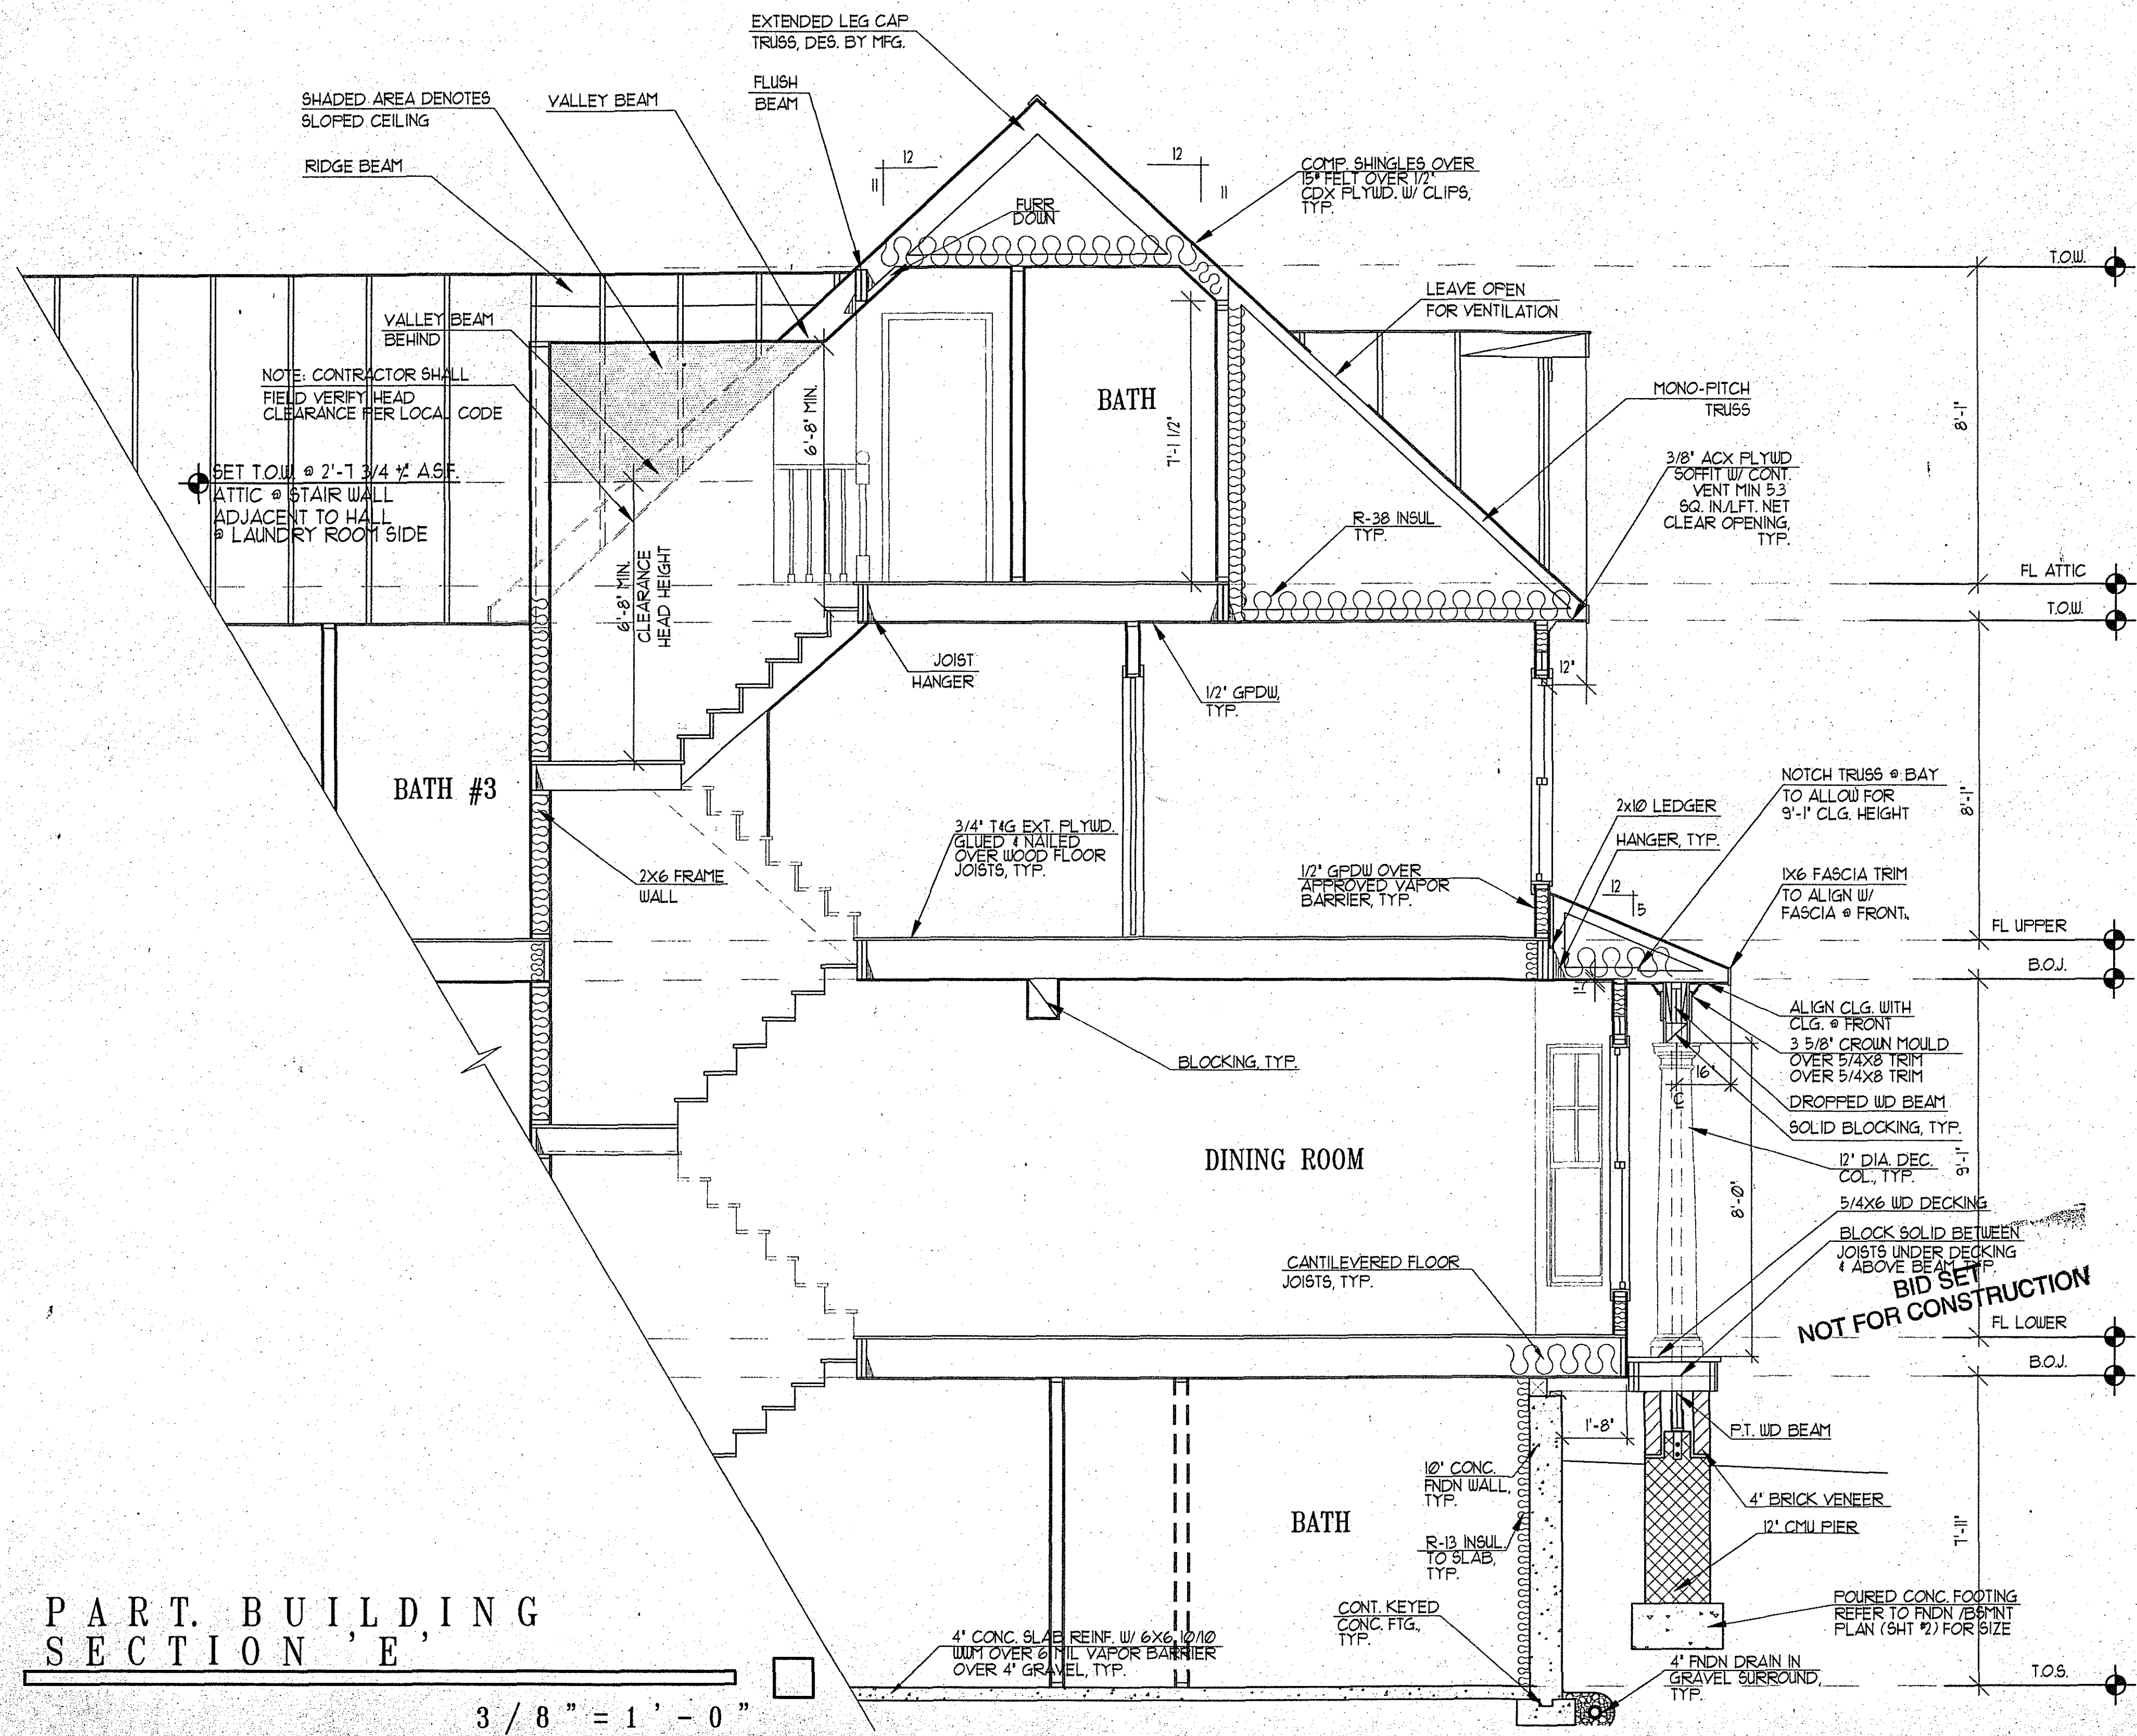 EXTENDED LEG CAP
TRUSS, DES. BY MFG.
FLUSH
BEAM
SHADED AREA DENOTES
SLOPED CEILING
VALLEY BEAM
RIDGE BEAM
12
11
12
11
COMP. SHINGLES OVER
15# FELT OVER 1/2"
CDX PLYWD. W/ CLIPS,
TYP.
FURR
DOWN
T.O.W.
LEAVE OPEN
FOR VENTILATION
VALLEY BEAM
BEHIND
NOTE: CONTRACTOR SHALL
FIELD VERIFY HEAD
CLEARANCE PER LOCAL CODE
6'-8" MIN.
BATH
7'-1 1/2"
MONO-PITCH
TRUSS
8'-1"
SET T.O.W. @ 2'-7 3/4 +/- A.S.F.
ATTIC @ STAIR WALL
ADJACENT TO HALL
@ LAUNDRY ROOM SIDE
3/8" ACX PLYWD
SOFFIT W/ CONT.
VENT MIN 5.3
SQ. IN./LFT. NET
CLEAR OPENING,
TYP.
R-38 INSUL
TYP.
6'-8" MIN.
CLEARANCE
HEAD HEIGHT
FL ATTIC
T.O.W.
JOIST
HANGER
1/2" GPDW,
TYP.
12"
BATH #3
NOTCH TRUSS @ BAY
TO ALLOW FOR
9'-1" CLG. HEIGHT
8'-1"
2x10 LEDGER
HANGER, TYP.
3/4" T&G EXT. PLYWD.
GLUED & NAILED
OVER WOOD FLOOR
JOISTS, TYP.
2X6 FRAME
WALL
1/2" GPDW OVER
APPROVED VAPOR
BARRIER, TYP.
12
5
1X6 FASCIA TRIM
TO ALIGN W/
FASCIA @ FRONT.
FL UPPER
B.O.J.
1"
ALIGN CLG. WITH
CLG. @ FRONT
3 5/8" CROWN MOULD
OVER 5/4X8 TRIM
OVER 5/4X8 TRIM
BLOCKING, TYP.
16"
DROPPED WD BEAM
SOLID BLOCKING, TYP.
DINING ROOM
12" DIA. DEC.
COL., TYP.
9'-1"
8'-0"
5/4X6 WD DECKING
BLOCK SOLID BETWEEN
JOISTS UNDER DECKING
& ABOVE BEAM, TYP.
CANTILEVERED FLOOR
JOISTS, TYP.
BID SET
NOT FOR CONSTRUCTION
FL LOWER
B.O.J.
1'-8"
P.T. WD BEAM
10" CONC.
FNDN WALL,
TYP.
4" BRICK VENEER
BATH
12" CMU PIER
7'-11"
R-13 INSUL
TO SLAB,
TYP.
POURED CONC. FOOTING
REFER TO FNDN /BSMNT
PLAN (SHT #2) FOR SIZE
CONT. KEYED
CONC. FTG.,
TYP.
4" CONC. SLAB REINF. W/ 6X6 10/10
WWM OVER 6 MIL VAPOR BARRIER
OVER 4" GRAVEL, TYP.
4" FNDN DRAIN IN
GRAVEL SURROUND,
TYP.
T.O.S.
PART. BUILDING
SECTION 'E'
3/8"=1'-0"